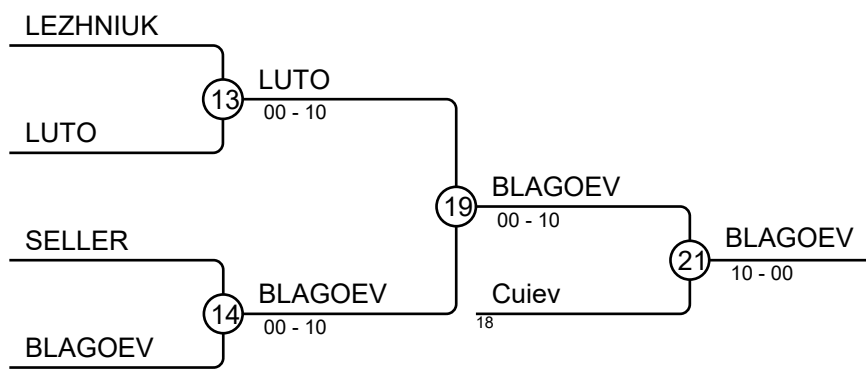 LEZHNIUK
13
LUTO
00 - 10
LUTO
19
BLAGOEV
00 - 10
SELLER
14
BLAGOEV
00 - 10
BLAGOEV
21
BLAGOEV
10 - 00
Cuiev
18